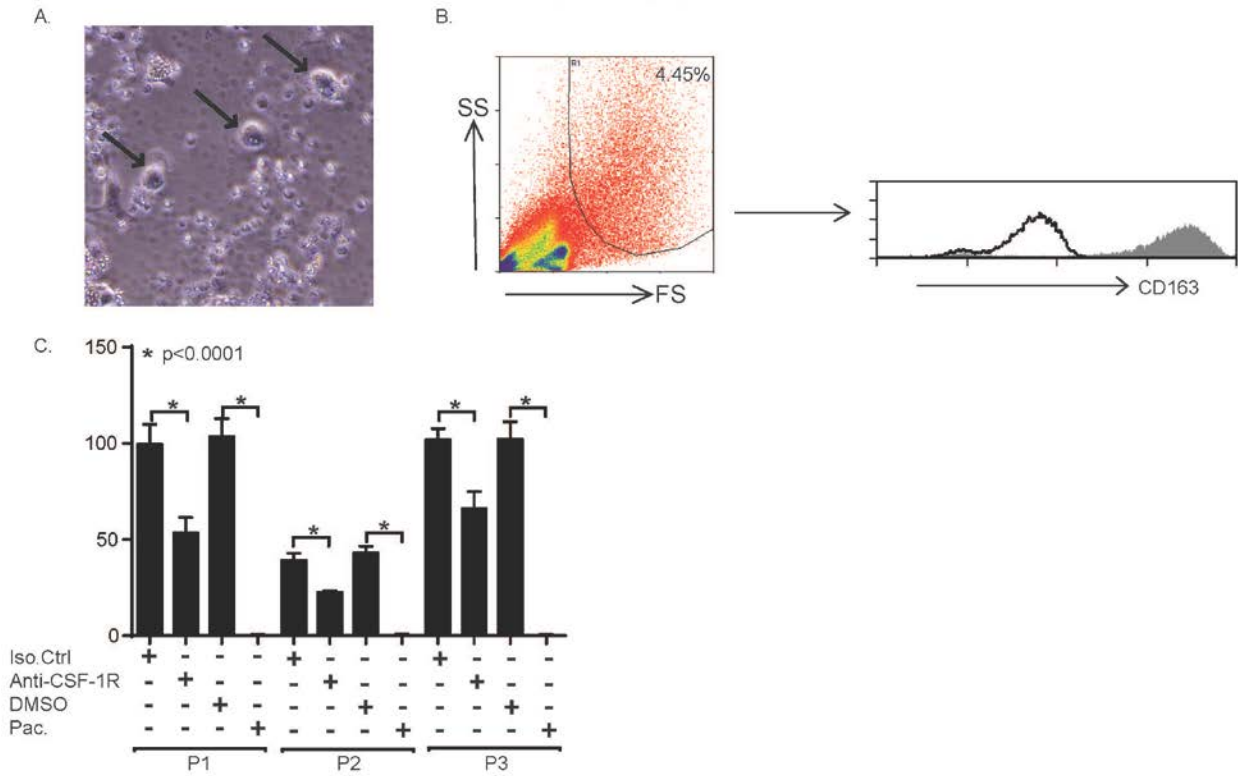 A.
B.
R1
4.45%
SS
FS
CD163
C.
* p<0.0001
150
100
50
0
* * * * * *
Iso.Ctrl + - - - + - - - + - - -
Anti-CSF-1R - + - - - + - - - + - -
DMSO - - + - - - + - - - + -
Pac. - - - + - - - + - - - +
P1 P2 P3